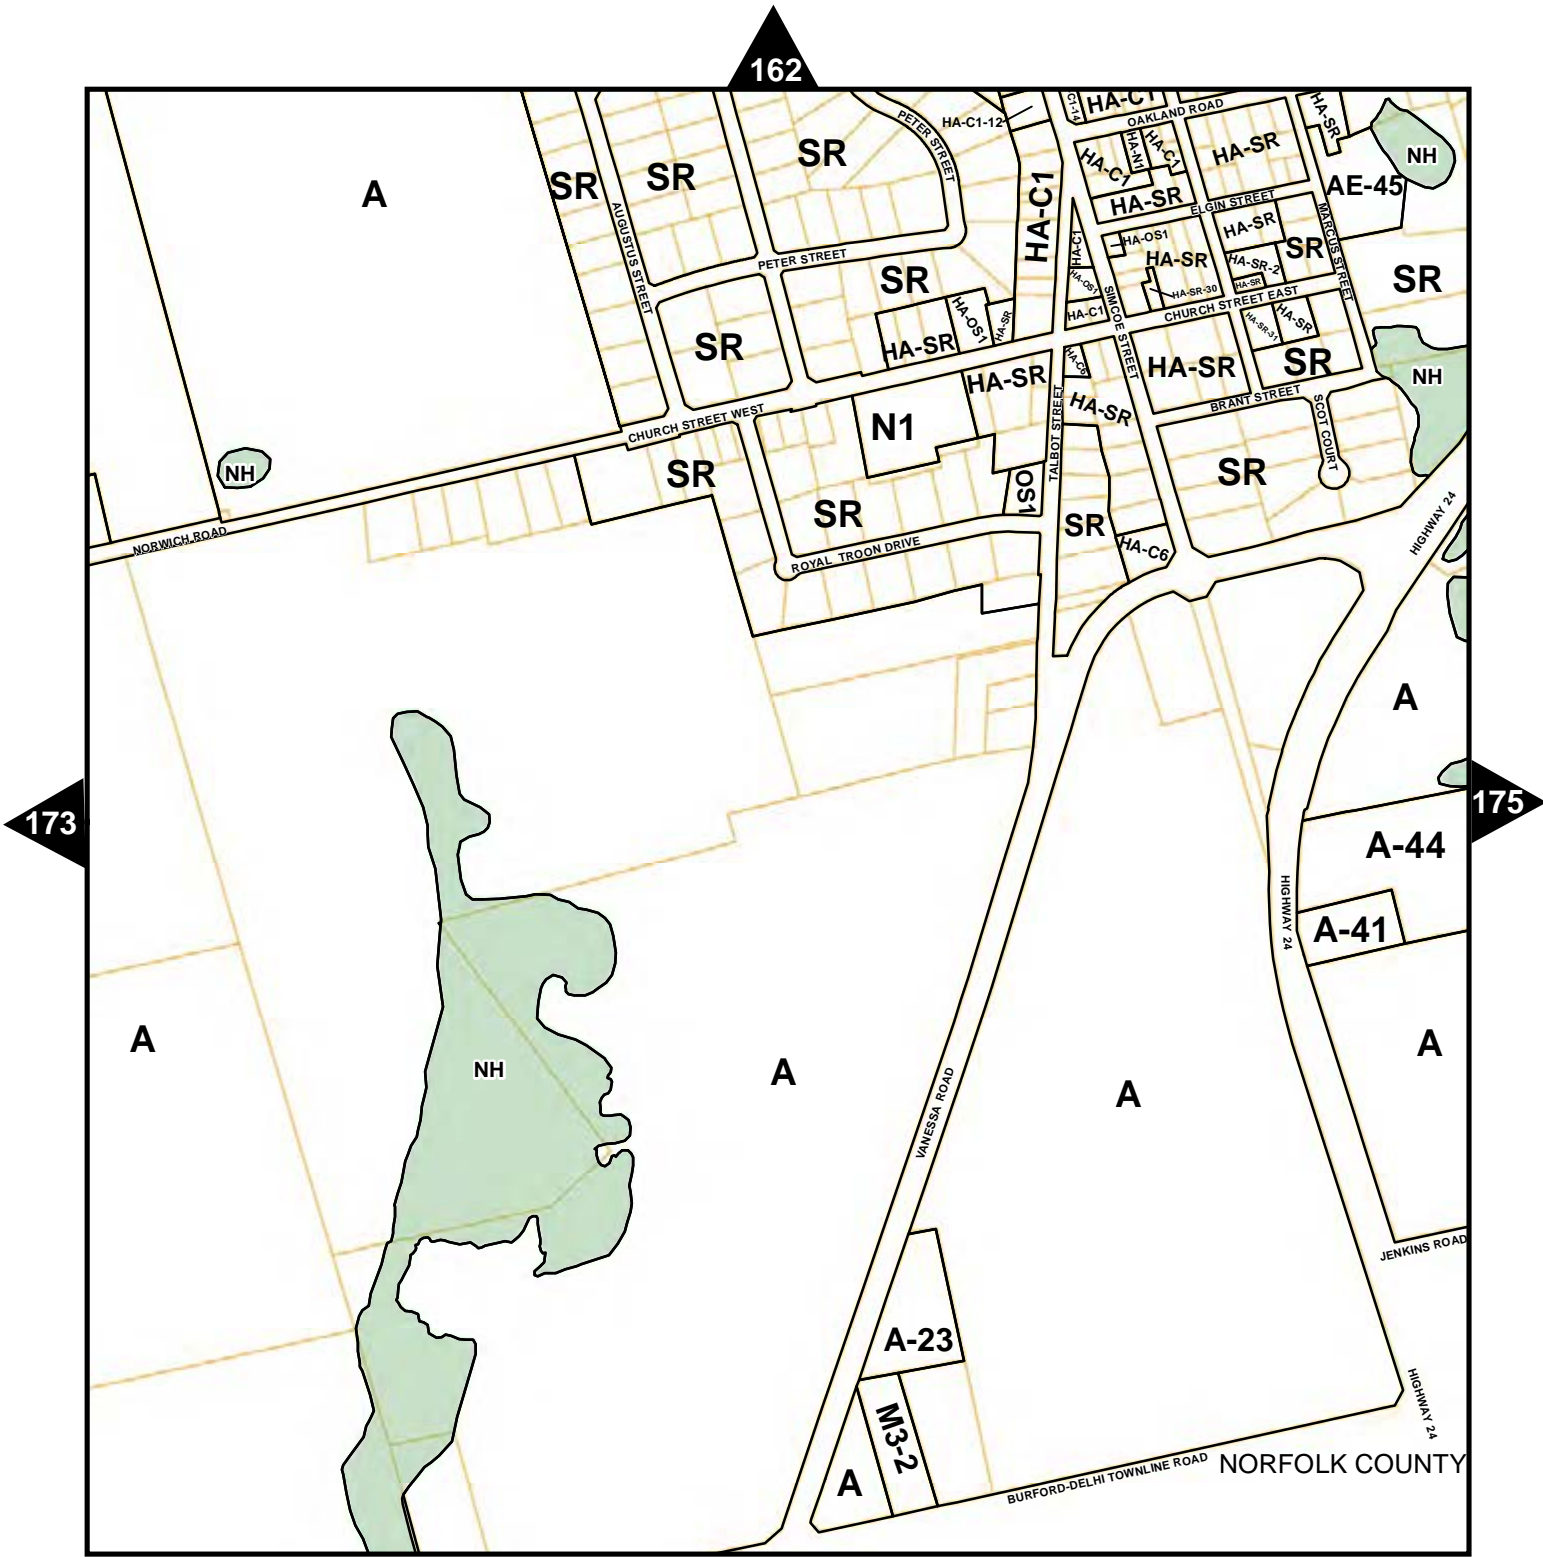 162
HA-C1
C1-14
OAKLAND ROAD
HA-SR
PETER STREET
HA-C1-12
A
SR
SR
SR
HA-C1
HA-N1
HA-C1
HA-SR
NH
HA-C1
HA-SR
ELGIN STREET
AE-45
AUGUSTUS STREET
PETER STREET
HA-C1
HA-OS1
HA-SR
HA-SR
SR
MARCUS STREET
SR
SR
HA-OS1
HA-SR-2
HA-SR
HA-SR-30
SIMCOE STREET
CHURCH STREET EAST
HA-SR
HA-OS1
HA-SR
HA-C1
HA-SR-31
HA-SR
SR
HA-SR
HA-C6
HA-SR
SR
NH
N1
HA-SR
BRANT STREET
SCOT COURT
CHURCH STREET WEST
TALBOT STREET
NH
SR
SR
SR
OS1
SR
HA-C6
HIGHWAY 24
NORWICH ROAD
ROYAL TROON DRIVE
A
173
175
A-44
A-41
HIGHWAY 24
A
NH
A
A
A
VANESSA ROAD
JENKINS ROAD
A-23
M3-2
A
HIGHWAY 24
BURFORD-DELHI TOWNLINE ROAD
NORFOLK COUNTY